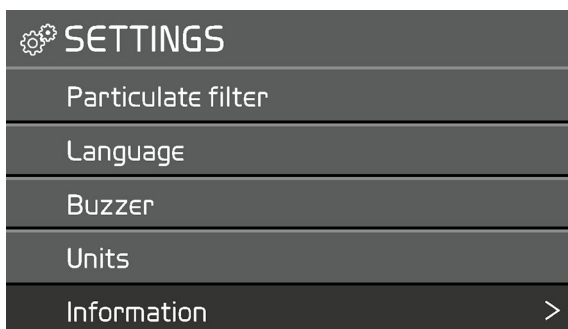 SETTINGS
Particulate filter
Language
Buzzer
Units
Information >